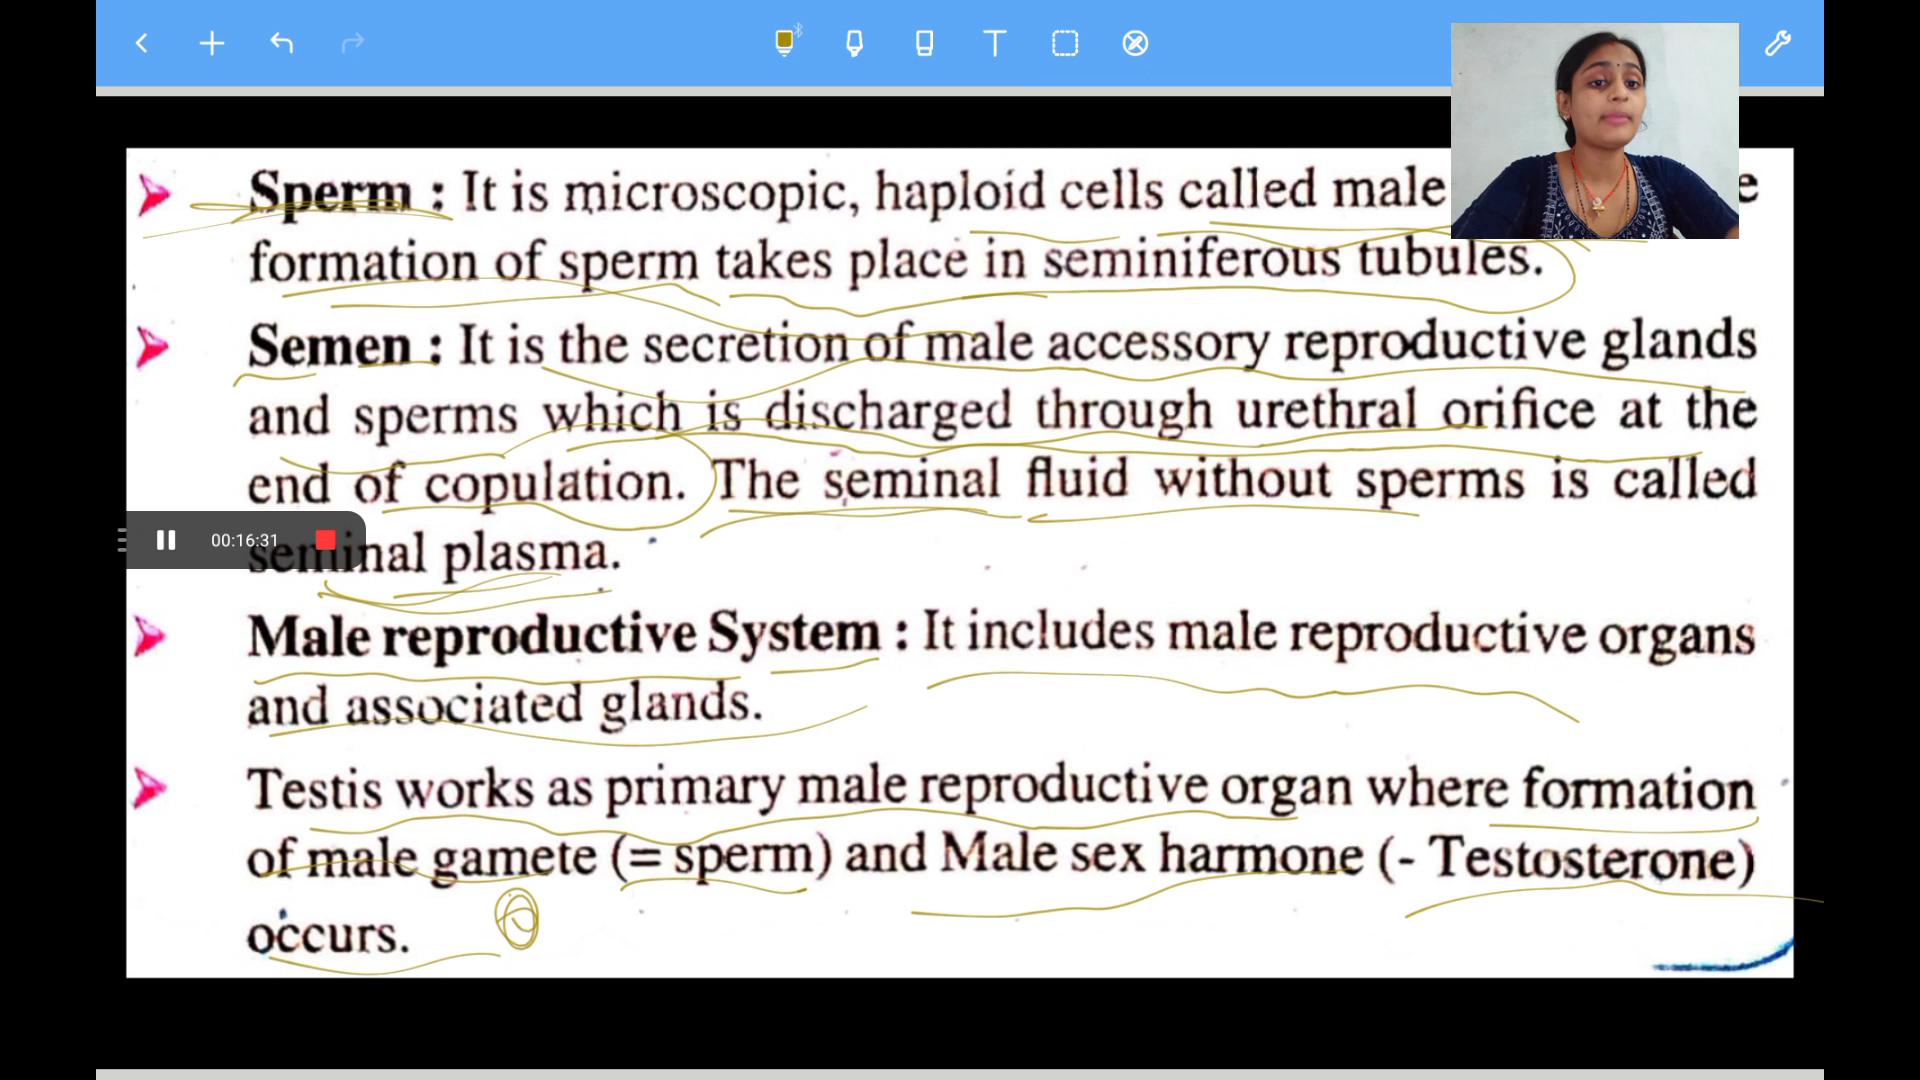 Sperm : It is microscopic, haploid cells called male e
formation of sperm takes place in seminiferous tubules.
Semen : It is the secretion of male accessory reproductive glands
and sperms which is discharged through urethral orifice at the
end of copulation. The seminal fluid without sperms is called
00:16:31
seminal plasma.
Male reproductive System : It includes male reproductive organs
and associated glands.
Testis works as primary male reproductive organ where formation
of male gamete (= sperm) and Male sex harmone (- Testosterone)
occurs.